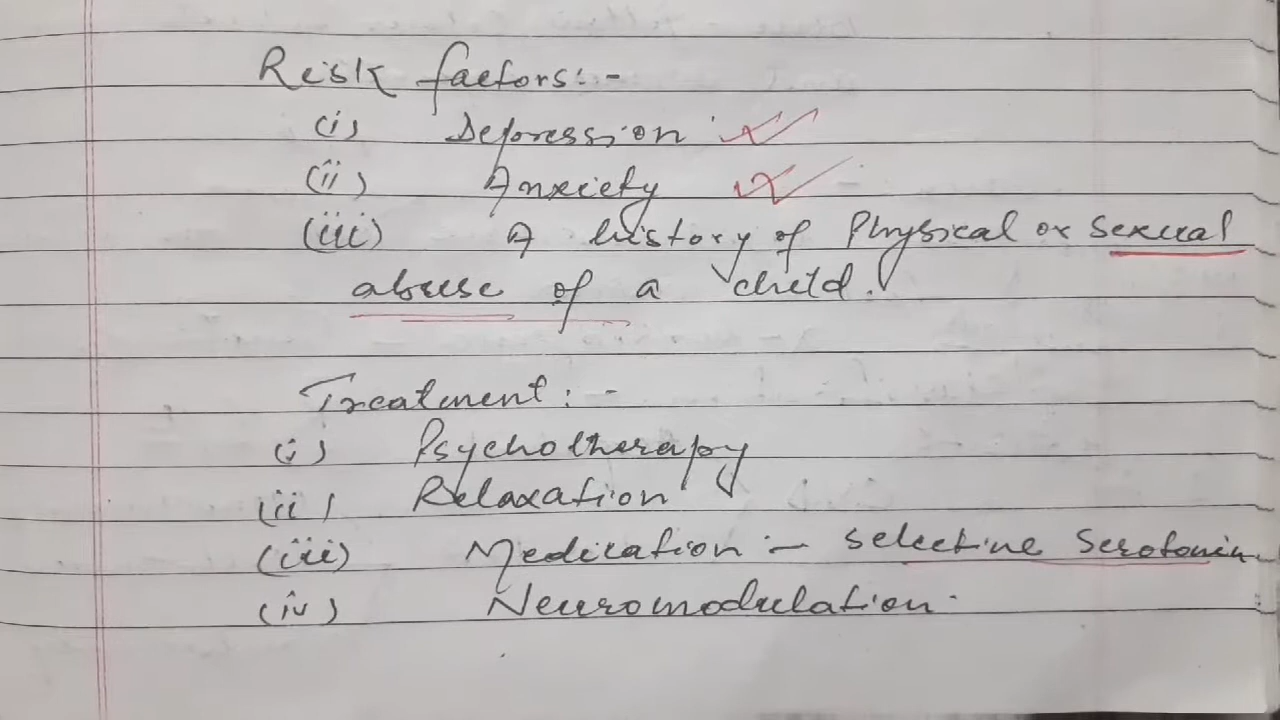 Risk factors:-
(i) Depression
(ii) Anxiety
(iii) A history of Physical or Sexual
abuse of a child.
Treatment:-
(i) Psychotherapy
(ii) Relaxation
(iii) Medication:- selective Serotonin
(iv) Neuromodulation.